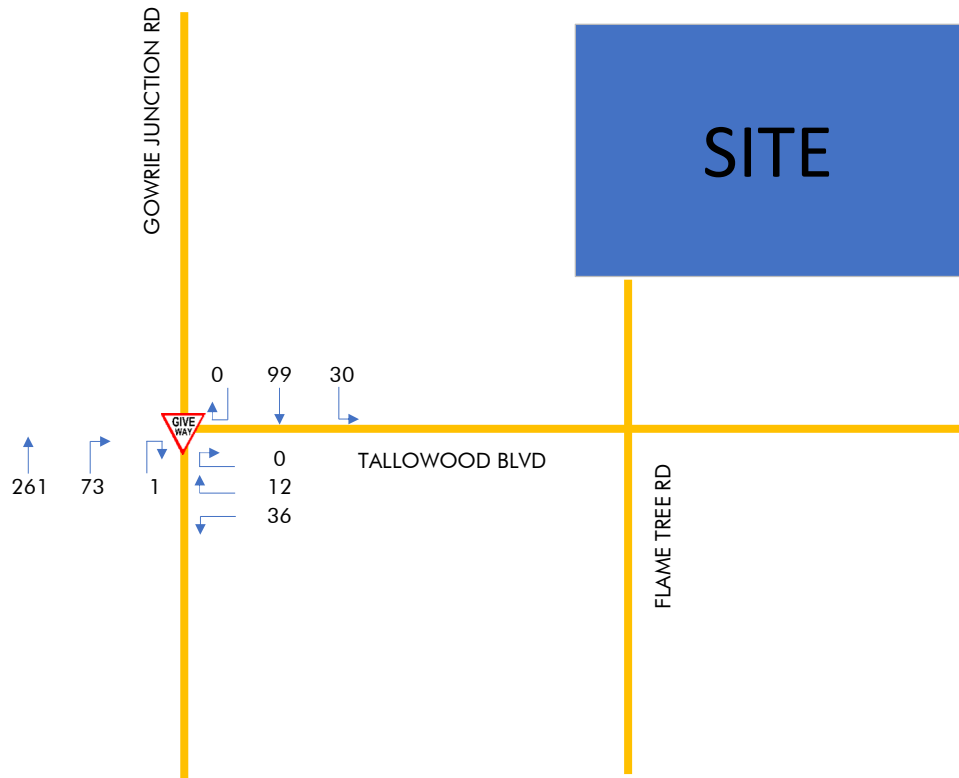 GOWRIE JUNCTION RD
SITE
0 99 30
GIVE
WAY
261 73 1
0
TALLOWOOD BLVD
12
36
FLAME TREE RD